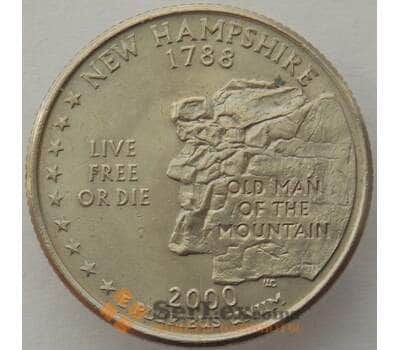 NEW HAMPSHIRE
1788
LIVE
FREE
OR DIE
OLD MAN
OF THE
MOUNTAIN
2000